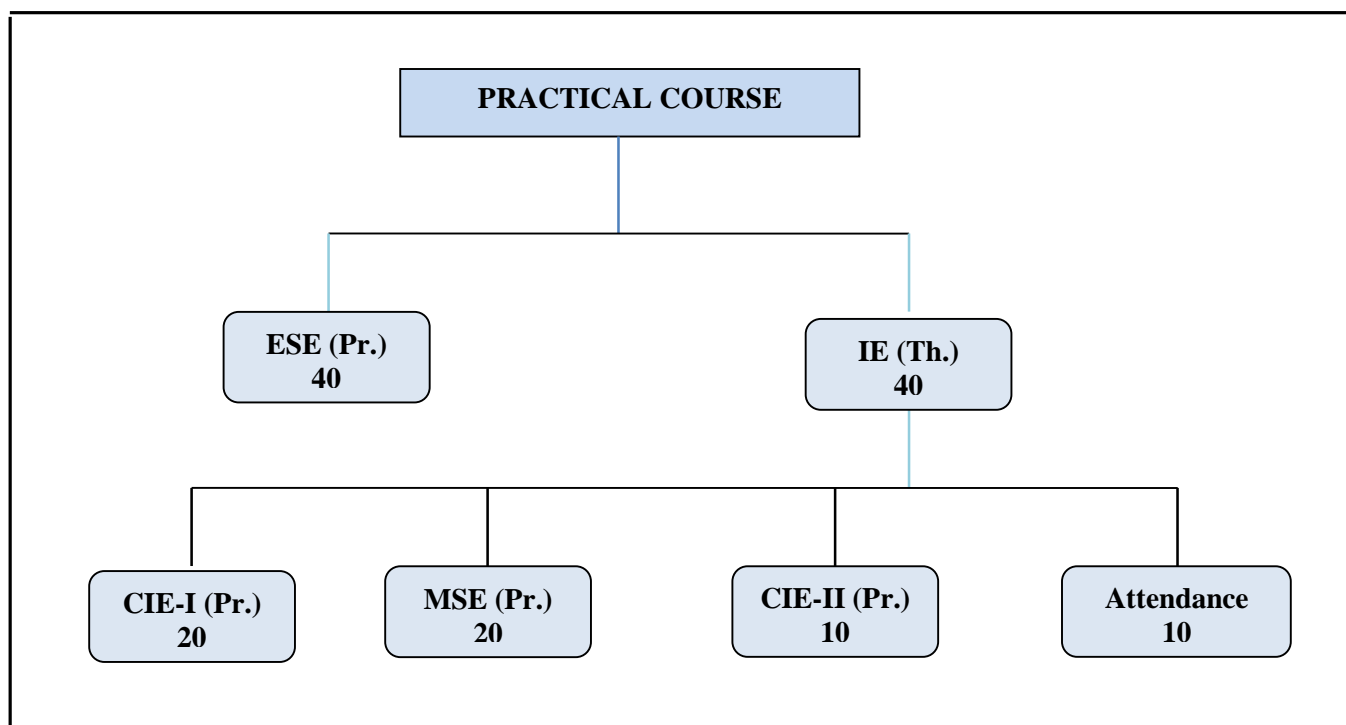 PRACTICAL COURSE
ESE (Pr.)
40
IE (Th.)
40
CIE-I (Pr.)
20
MSE (Pr.)
20
CIE-II (Pr.)
10
Attendance
10